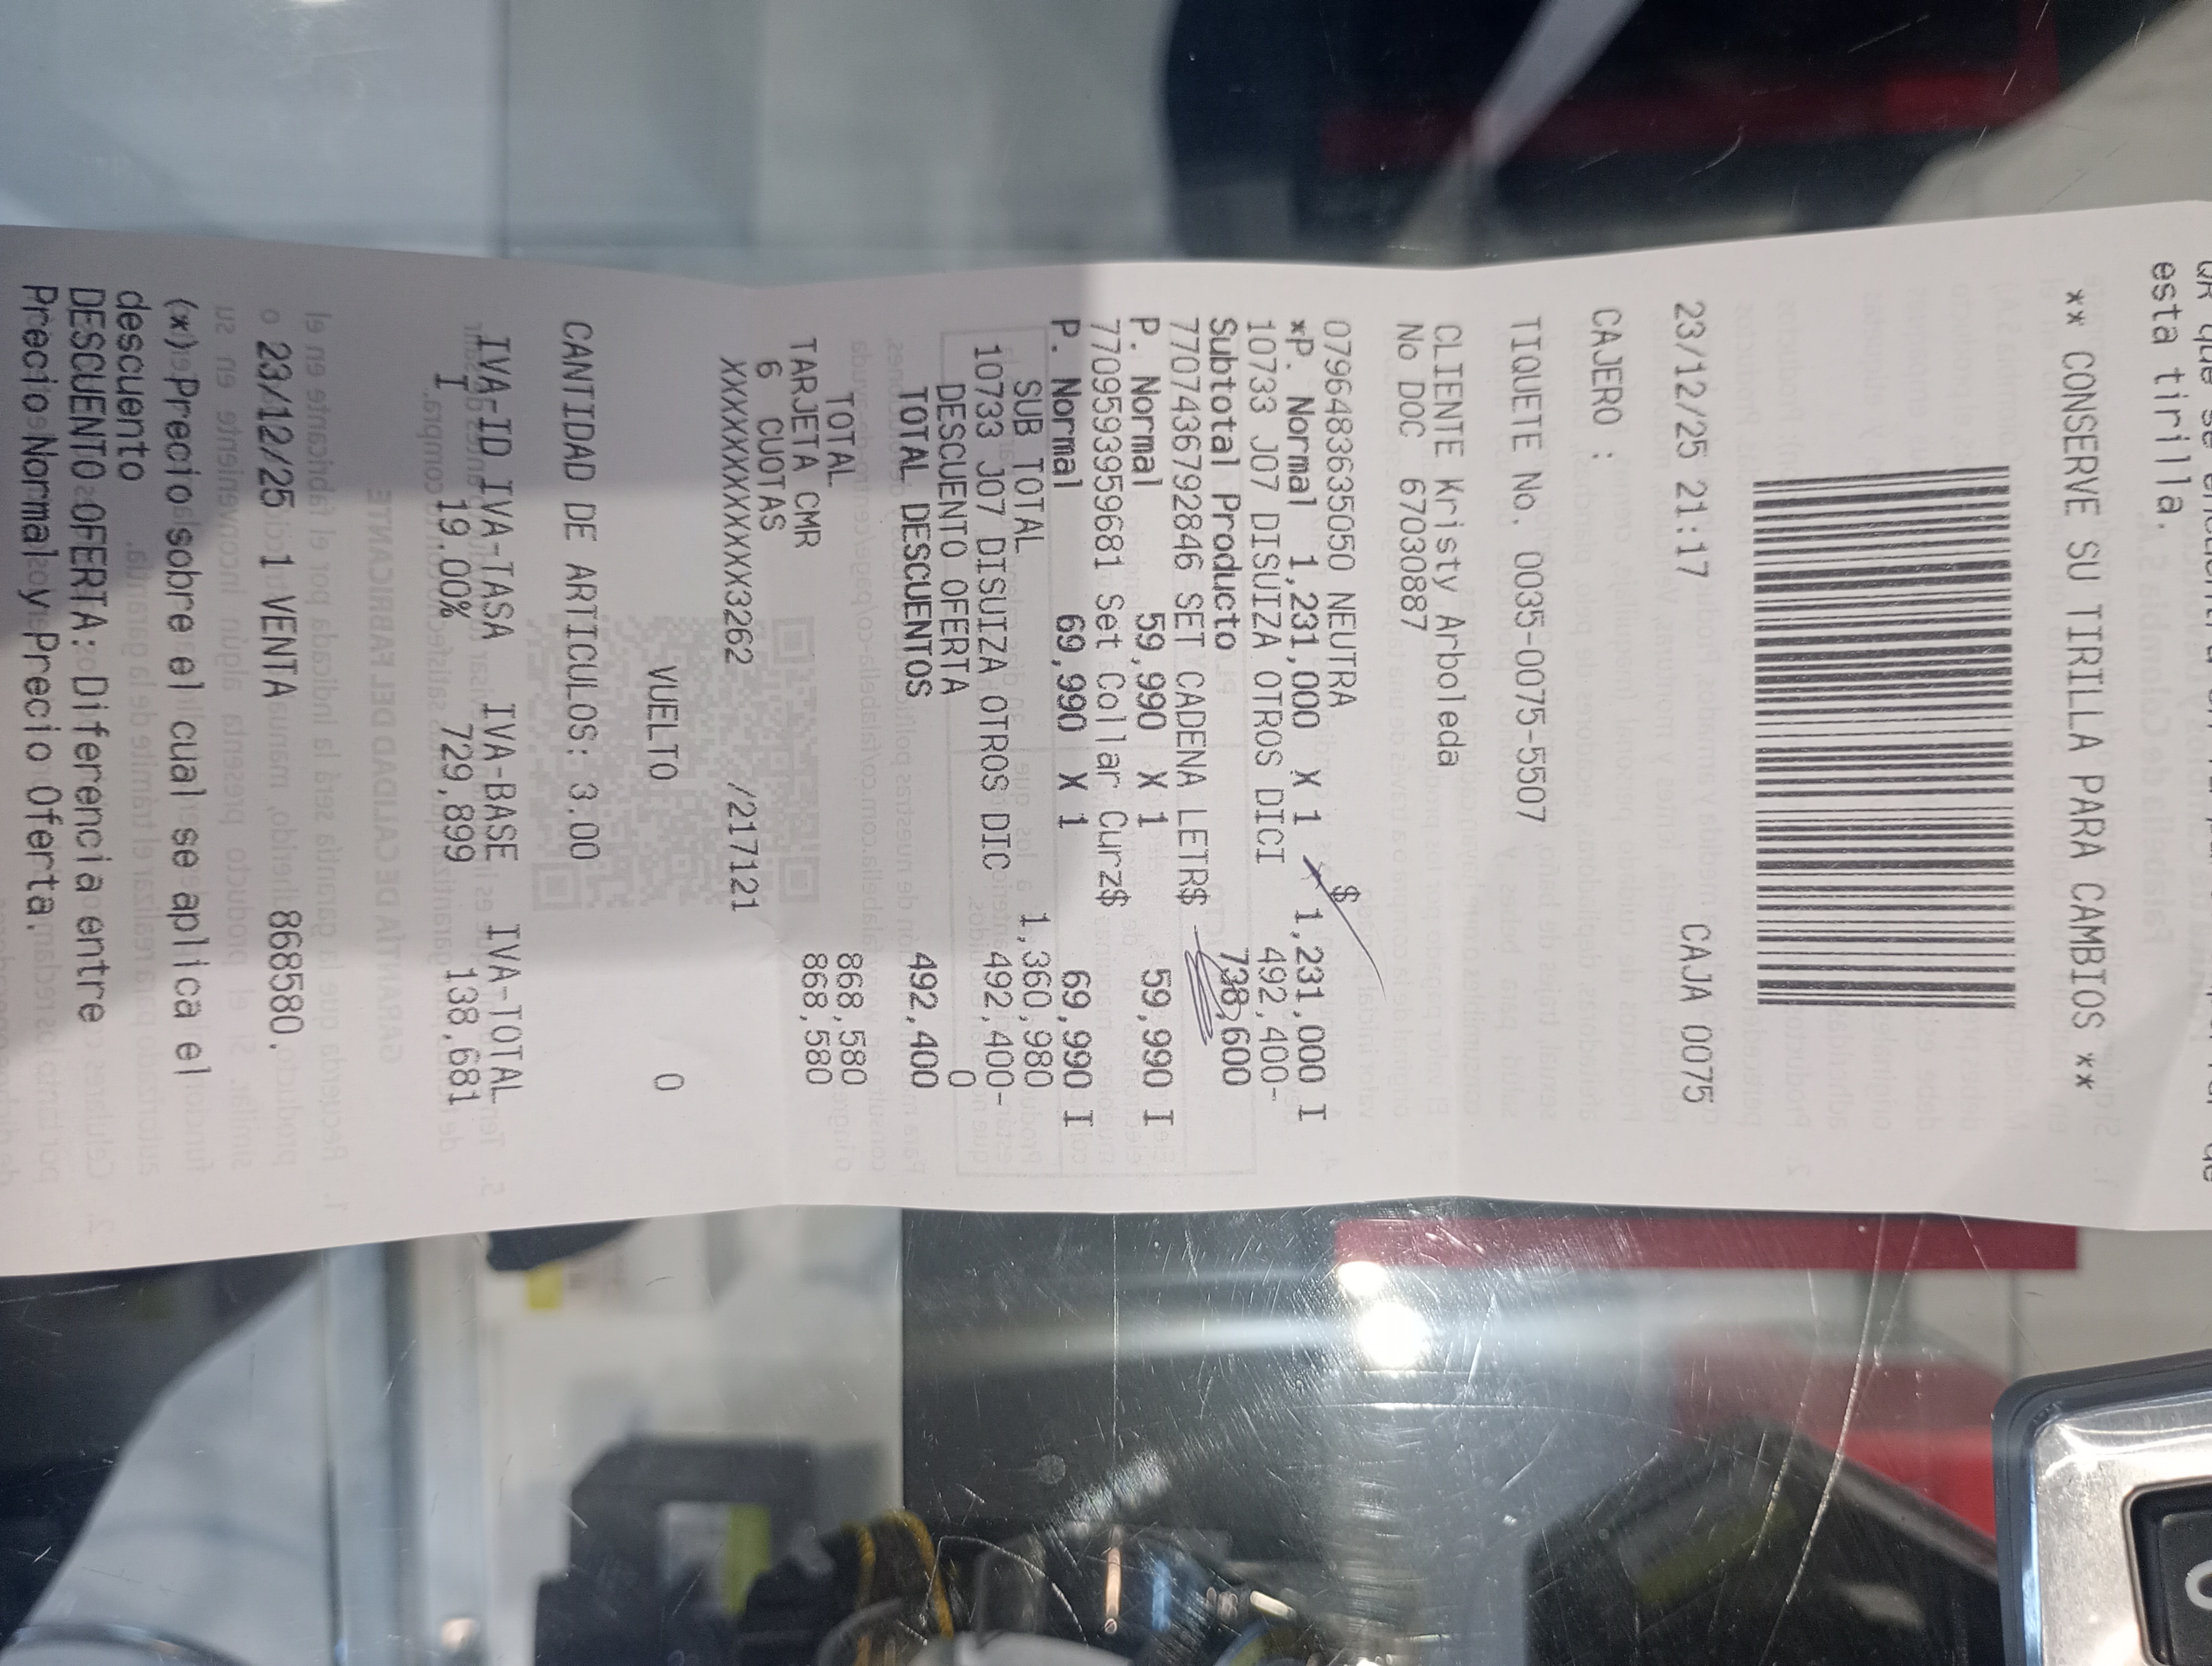 esta tirilla.
** CONSERVE SU TIRILLA PARA CAMBIOS **
23/12/25 21:17 CAJA 0075
CAJERO :
TIQUETE No. 0035-0075-5507
CLIENTE Kristy Arboleda
No DOC 67030887
0796483635050 NEUTRA $
*P. Normal 1,231,000 X 1 1,231,000 I
10733 J07 DISUIZA OTROS DICI 492,400-
Subtotal Producto 738,600
7707436792846 SET CADENA LETR$
P. Normal 59,990 X 1 59,990 I
7709593959681 Set Collar Curz$
P. Normal 69,990 X 1 69,990 I
SUB TOTAL 1,360,980
10733 J07 DISUIZA OTROS DIC 492,400-
DESCUENTO OFERTA 0
TOTAL DESCUENTOS 492,400
TOTAL 868,580
TARJETA CMR 868,580
6 CUOTAS
XXXXXXXXXXXX3262 /217121
VUELTO 0
CANTIDAD DE ARTICULOS: 3.00
IVA-ID IVA-TASA IVA-BASE IVA-TOTAL
I 19.00% 729,899 138,681
23/12/25 1 VENTA 868580.
(*) Precio sobre el cual se aplica el
descuento
DESCUENTO OFERTA: Diferencia entre
Precio Normal y Precio Oferta.